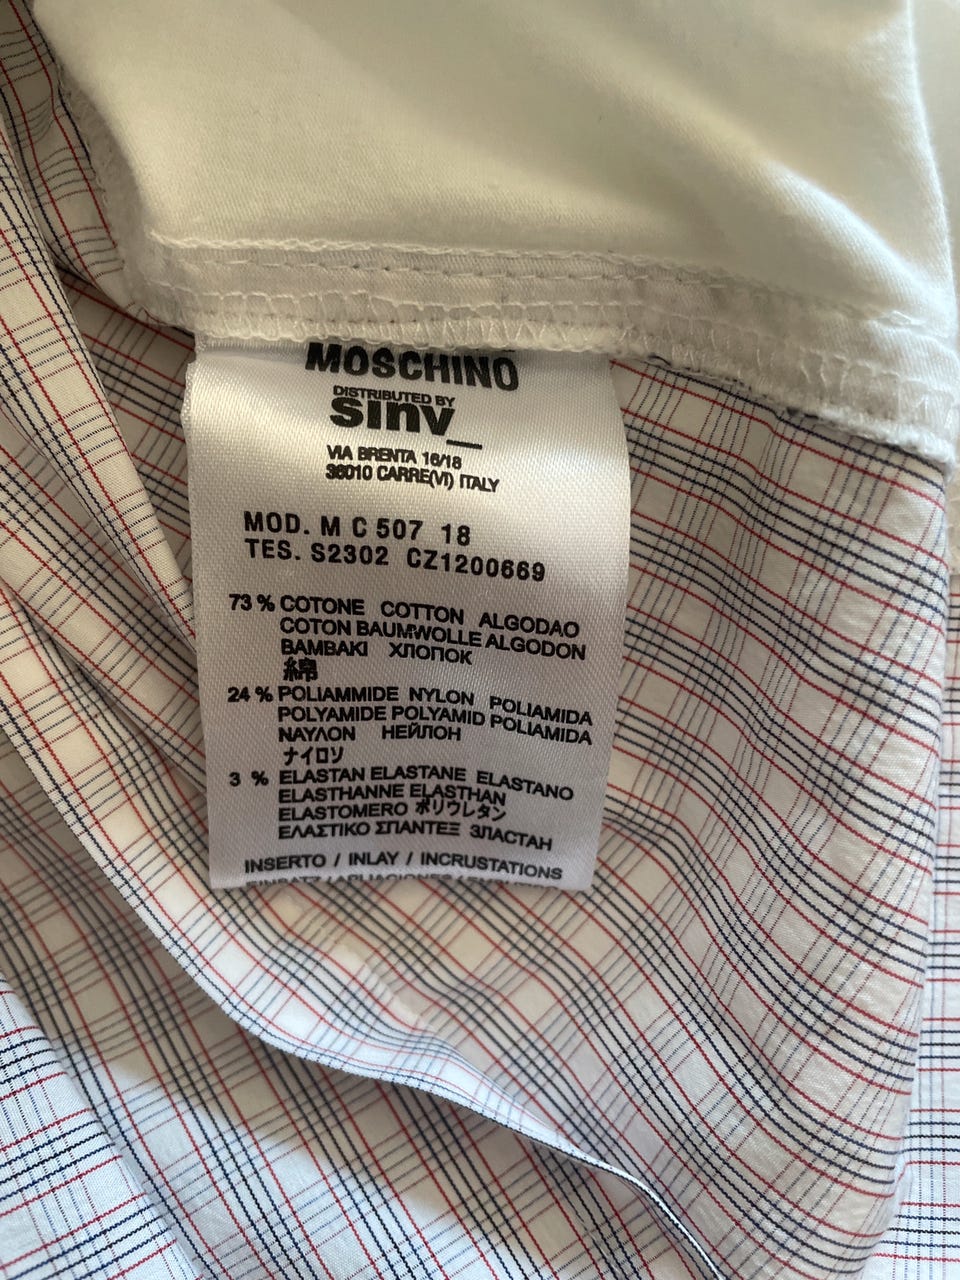 MOSCHINO
DISTRIBUTED BY
sinv_
VIA BRENTA 16/18
36010 CARRE(VI) ITALY
MOD. M C 507 18
TES. S2302 CZ1200669
73 % COTONE COTTON ALGODAO
COTON BAUMWOLLE ALGODON
BAMBAKI ХЛОПОК
綿
24 % POLIAMMIDE NYLON POLIAMIDA
POLYAMIDE POLYAMID POLIAMIDA
ΝΑΥΛΟΝ НЕЙЛОН
ナイロソ
3 % ELASTAN ELASTANE ELASTANO
ELASTHANNE ELASTHAN
ELASTOMERO ポリウレタン
ΕΛΑΣΤΙΚΟ ΣΠΑΝΤΕΞ ЭЛАСТАН
INSERTO / INLAY / INCRUSTATIONS